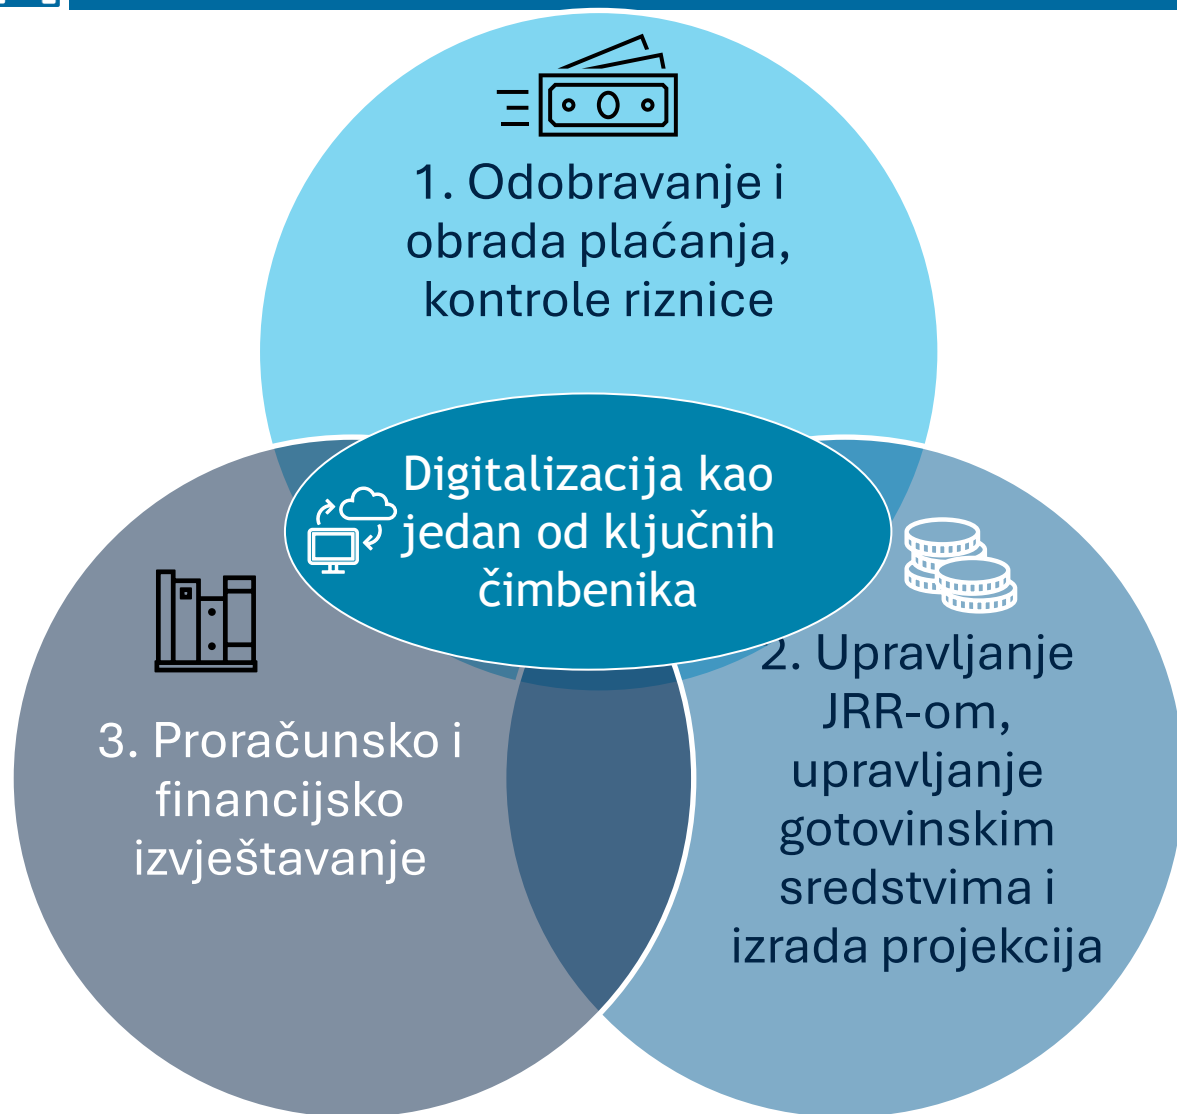 1. Odobravanje i
obrada plaćanja,
kontrole riznice
Digitalizacija kao
jedan od ključnih
čimbenika
2. Upravljanje
JRR-om,
upravljanje
gotovinskim
sredstvima i
izrada projekcija
3. Proračunsko i
financijsko
izvještavanje